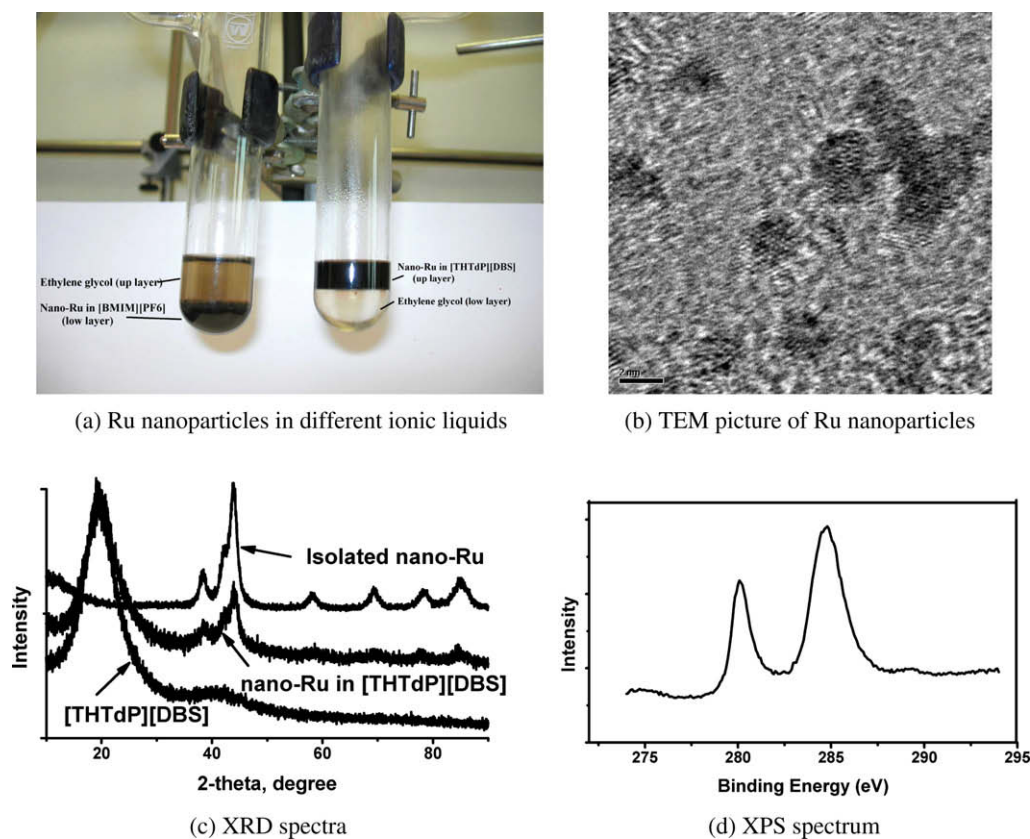 Ethylene glycol (up layer)
Nano-Ru in [BMIM][PF6]
(low layer)
Nano-Ru in [THTdP][DBS]
(up layer)
Ethylene glycol (low layer)
2 nm
(a) Ru nanoparticles in different ionic liquids
(b) TEM picture of Ru nanoparticles
Intensity
Isolated nano-Ru
nano-Ru in [THTdP][DBS]
[THTdP][DBS]
20
40
60
80
2-theta, degree
(c) XRD spectra
Intensity
275
280
285
290
295
Binding Energy (eV)
(d) XPS spectrum